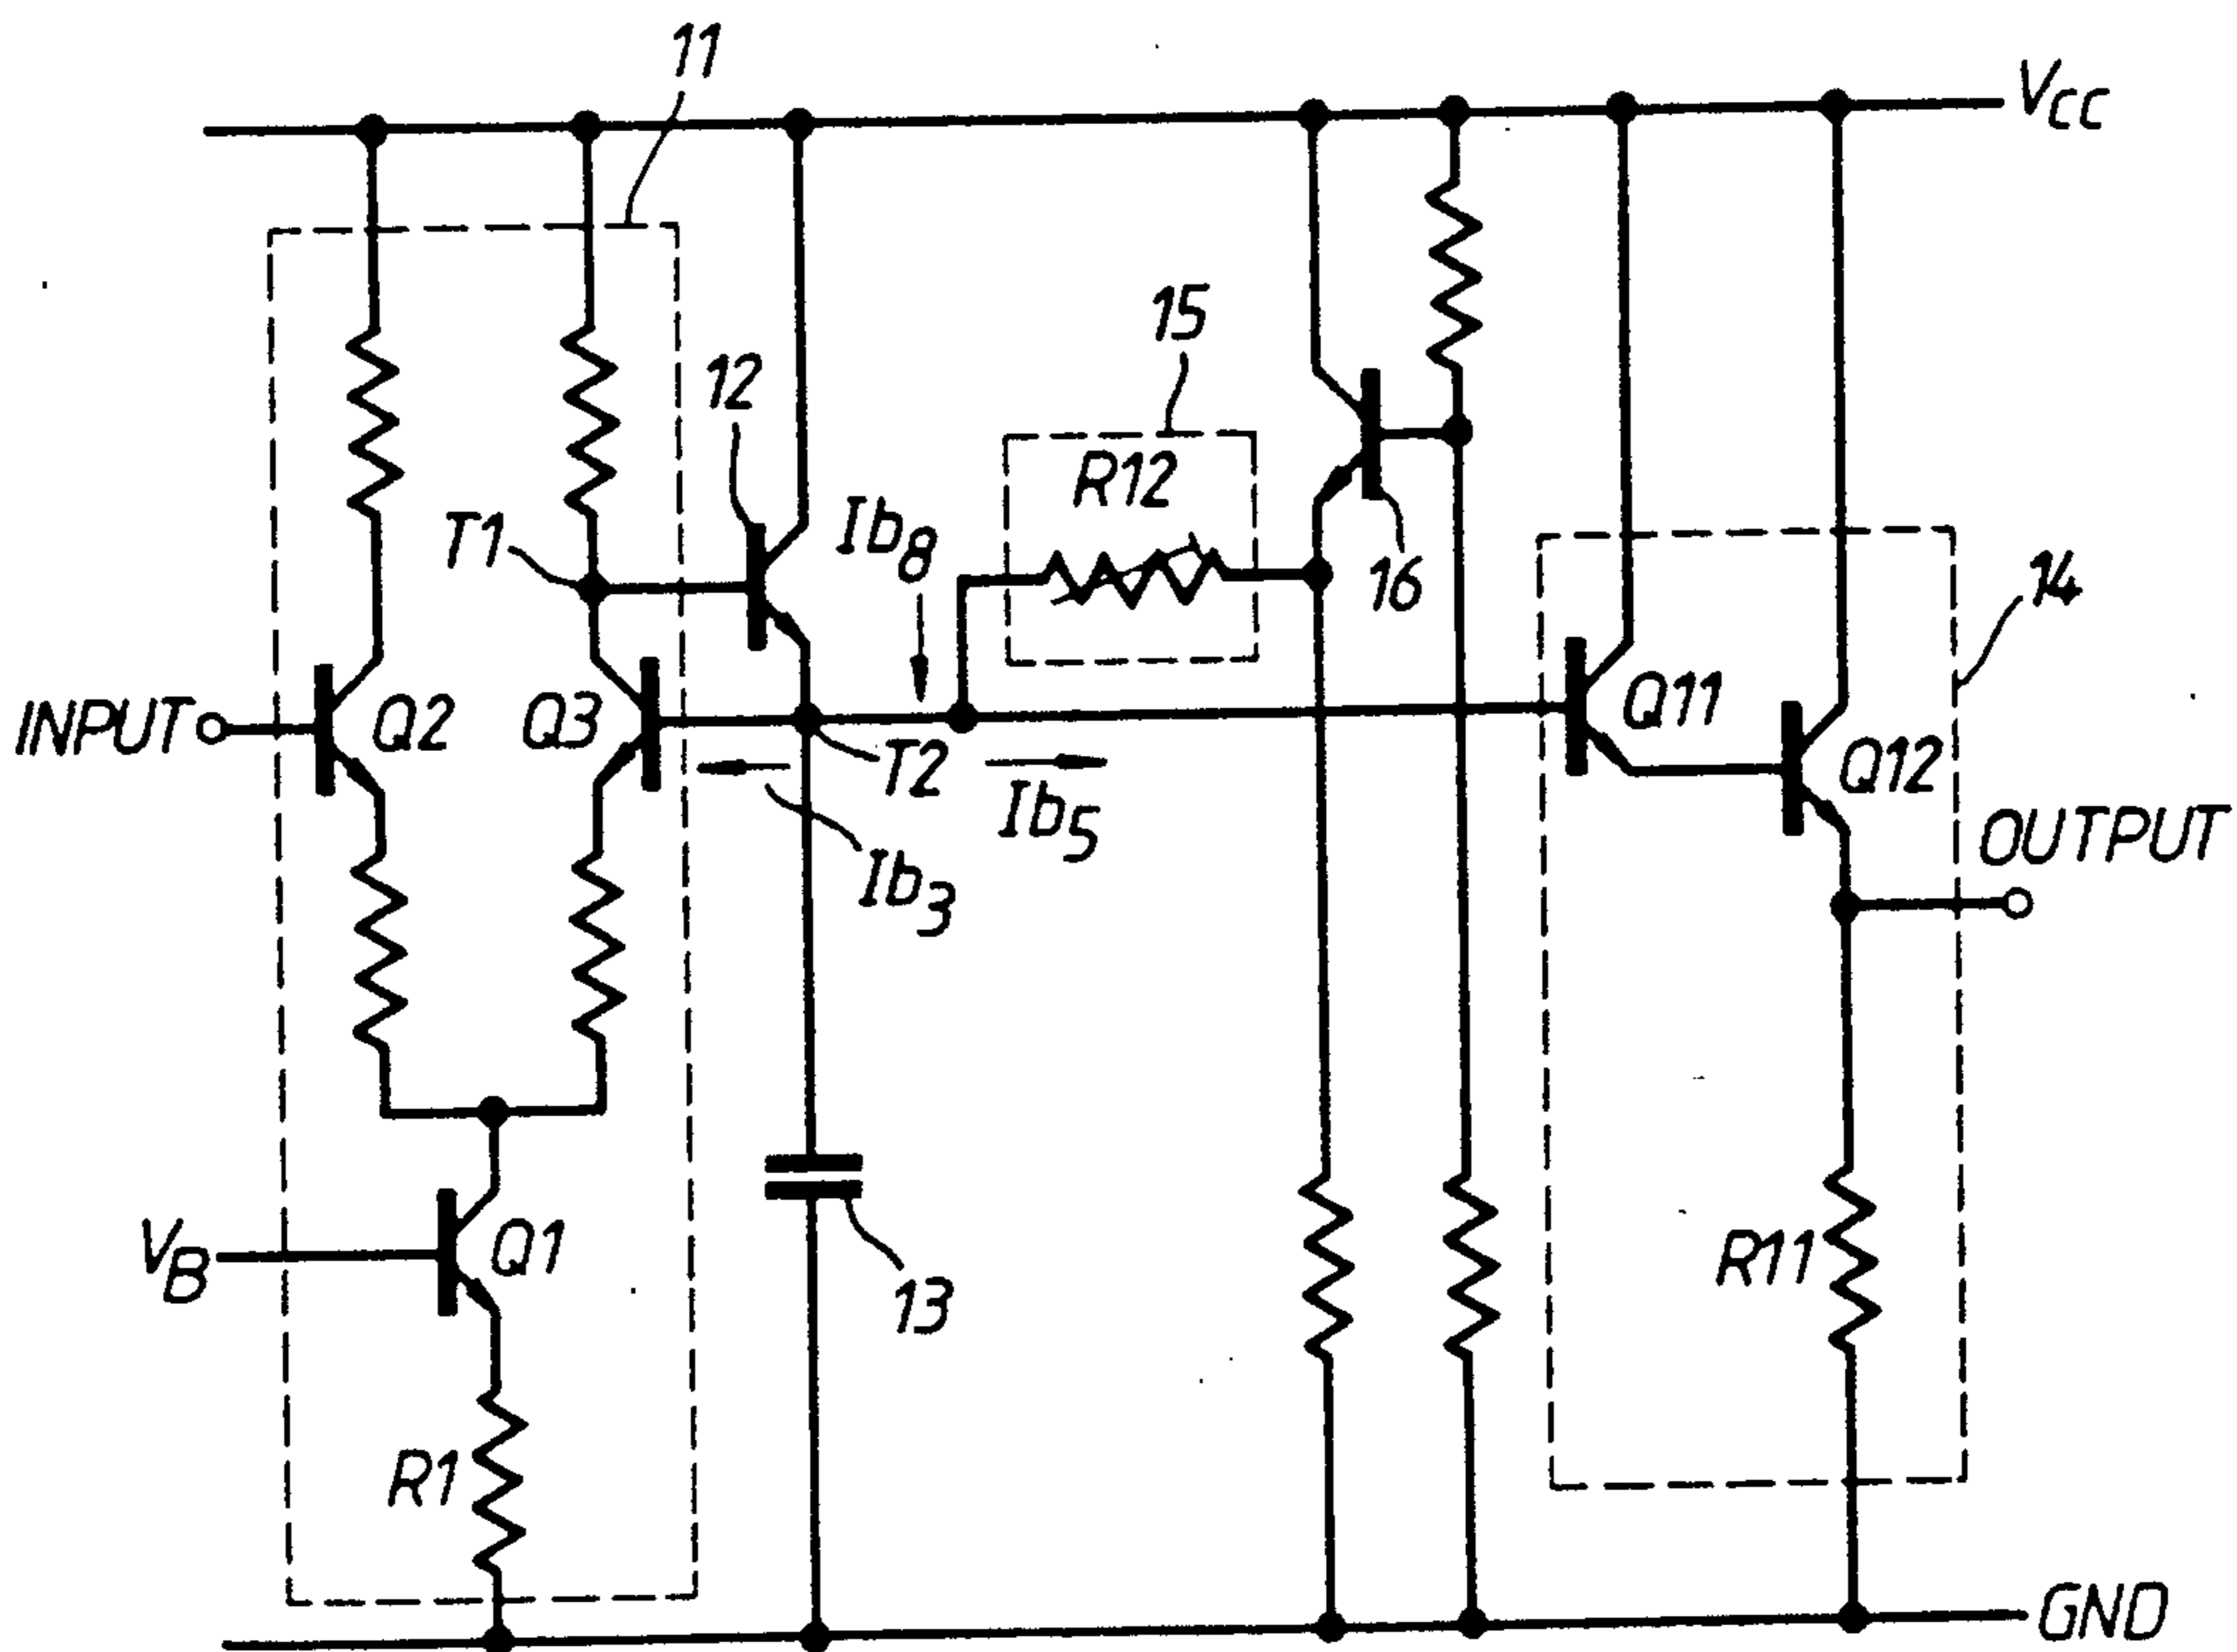 11
VCC
15
12
R12
Ib8
T1
16
14
INPUT
Q2
Q3
Q11
T2
Q12
Ib5
OUTPUT
Ib3
VB
Q1
R11
13
R1
GND